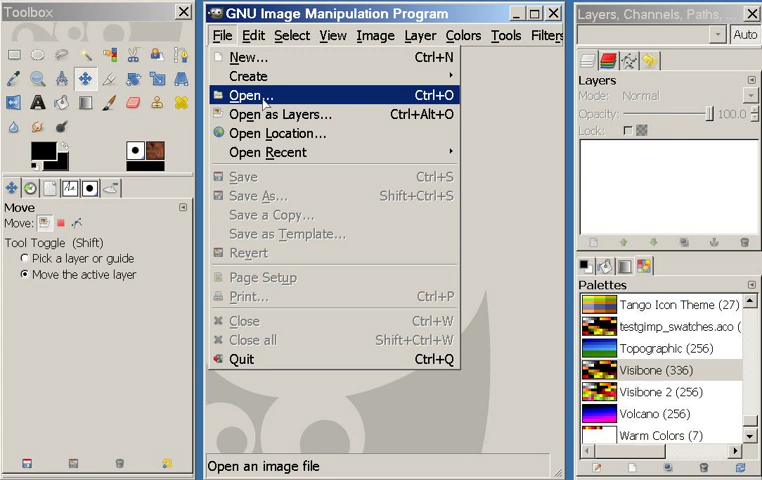 Toolbox
Move
Move:
Tool Toggle  (Shift)
Pick a layer or guide
Move the active layer
GNU Image Manipulation Program
File Edit Select View Image Layer Colors Tools Filters
New... Ctrl+N
Create
Open... Ctrl+O
Open as Layers... Ctrl+Alt+O
Open Location...
Open Recent
Save Ctrl+S
Save As... Shift+Ctrl+S
Save a Copy...
Save as Template...
Revert
Page Setup
Print... Ctrl+P
Close Ctrl+W
Close all Shift+Ctrl+W
Quit Ctrl+Q
Open an image file
Layers, Channels, Paths, ...
Auto
Layers
Mode: Normal
Opacity: 100.0
Lock:
Palettes
Tango Icon Theme (27)
testgimp_swatches.aco (
Topographic (256)
Visibone (336)
Visibone 2 (256)
Volcano (256)
Warm Colors (7)